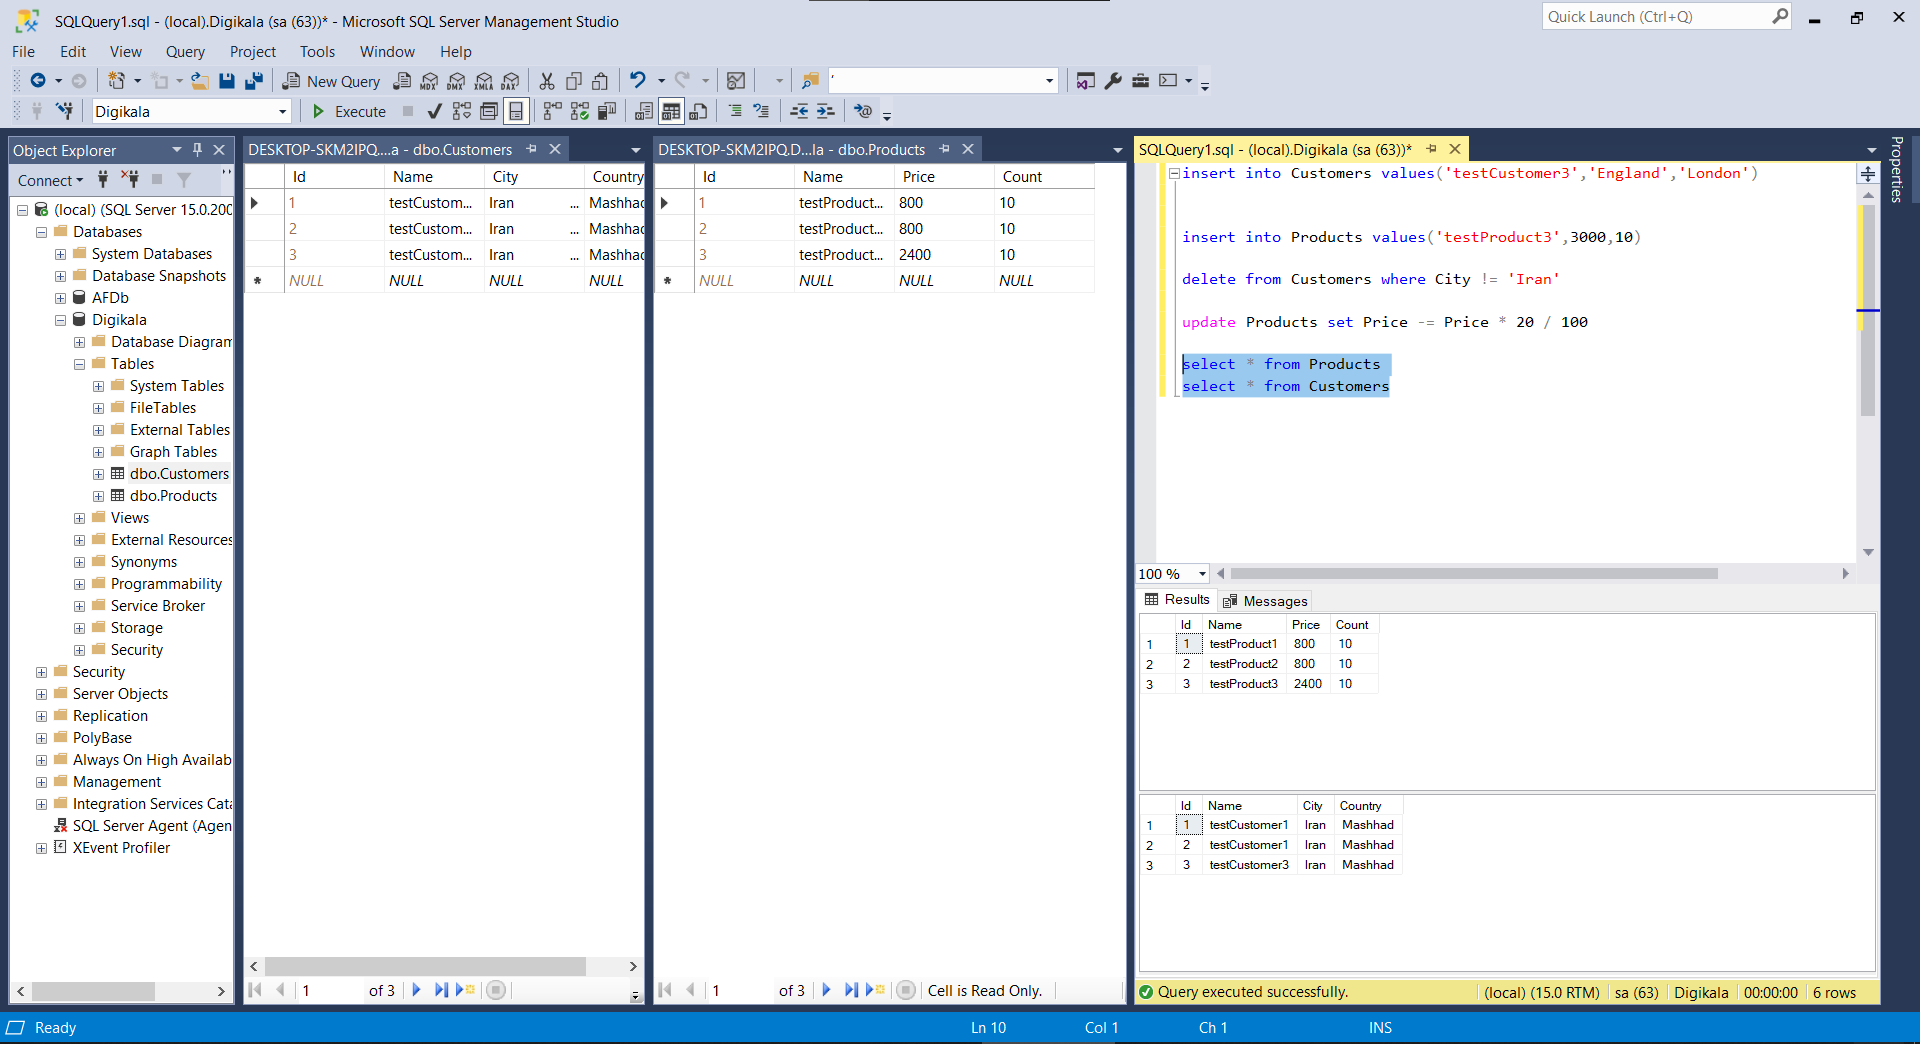 SQLQuery1.sql - (local).Digikala (sa (63))* - Microsoft SQL Server Management Studio
Quick Launch (Ctrl+Q)
File Edit View Query Project Tools Window Help
New Query MDX DMX XMLA DAX
Digikala Execute
Object Explorer
Connect
(local) (SQL Server 15.0.200
Databases
System Databases
Database Snapshots
AFDb
Digikala
Database Diagram
Tables
System Tables
FileTables
External Tables
Graph Tables
dbo.Customers
dbo.Products
Views
External Resources
Synonyms
Programmability
Service Broker
Storage
Security
Security
Server Objects
Replication
PolyBase
Always On High Availab
Management
Integration Services Cata
SQL Server Agent (Agen
XEvent Profiler
DESKTOP-SKM2IPQ....a - dbo.Customers
Id Name City Country
1 testCustom... Iran ... Mashhad
2 testCustom... Iran Mashhad
3 testCustom... Iran ... Mashhad
* NULL NULL NULL NULL
1 of 3
DESKTOP-SKM2IPQ.D...la - dbo.Products
Id Name Price Count
1 testProduct... 800 10
2 testProduct... 800 10
3 testProduct... 2400 10
* NULL NULL NULL NULL
1 of 3 Cell is Read Only.
SQLQuery1.sql - (local).Digikala (sa (63))*
insert into Customers values('testCustomer3','England','London')
insert into Products values('testProduct3',3000,10)
delete from Customers where City != 'Iran'
update Products set Price -= Price * 20 / 100
select * from Products
select * from Customers
100 %
Results Messages
Id Name Price Count
1 1 testProduct1 800 10
2 2 testProduct2 800 10
3 3 testProduct3 2400 10
Id Name City Country
1 1 testCustomer1 Iran Mashhad
2 2 testCustomer1 Iran Mashhad
3 3 testCustomer3 Iran Mashhad
Query executed successfully. (local) (15.0 RTM) sa (63) Digikala 00:00:00 6 rows
Properties
Ready Ln 10 Col 1 Ch 1 INS